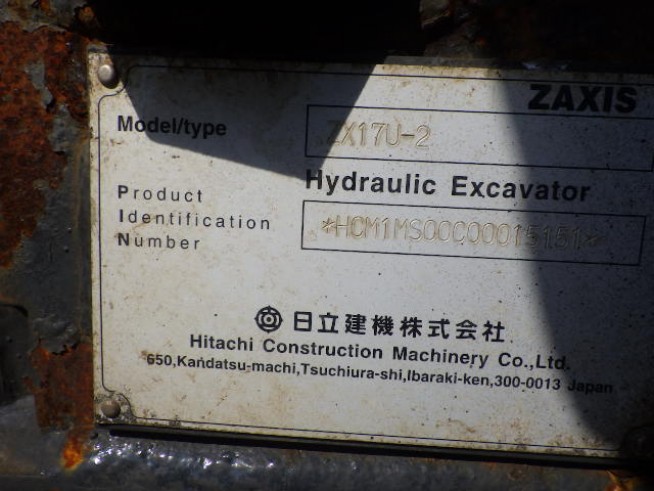 ZAXIS
Model/type ZX17U-2
Hydraulic Excavator
Product
Identification
Number
*HCM1MS00C00015151*
日立建機株式会社
Hitachi Construction Machinery Co.,Ltd.
650,Kandatsu-machi,Tsuchiura-shi,Ibaraki-ken,300-0013 Japan